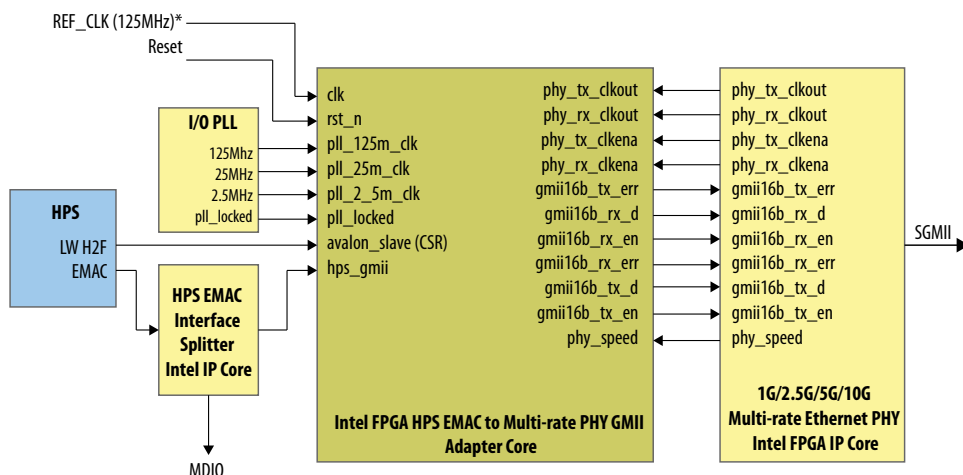 REF_CLK (125MHz)*
Reset
I/O PLL
125Mhz
25MHz
2.5MHz
pll_locked
HPS
LW H2F
EMAC
HPS EMAC
Interface
Splitter
Intel IP Core
MDIO
clk
rst_n
pll_125m_clk
pll_25m_clk
pll_2_5m_clk
pll_locked
avalon_slave (CSR)
hps_gmii
phy_tx_clkout
phy_rx_clkout
phy_tx_clkena
phy_rx_clkena
gmii16b_tx_err
gmii16b_rx_d
gmii16b_rx_en
gmii16b_rx_err
gmii16b_tx_d
gmii16b_tx_en
phy_speed
Intel FPGA HPS EMAC to Multi-rate PHY GMII
Adapter Core
phy_tx_clkout
phy_rx_clkout
phy_tx_clkena
phy_rx_clkena
gmii16b_tx_err
gmii16b_rx_d
gmii16b_rx_en
gmii16b_rx_err
gmii16b_tx_d
gmii16b_tx_en
phy_speed
1G/2.5G/5G/10G
Multi-rate Ethernet PHY
Intel FPGA IP Core
SGMII